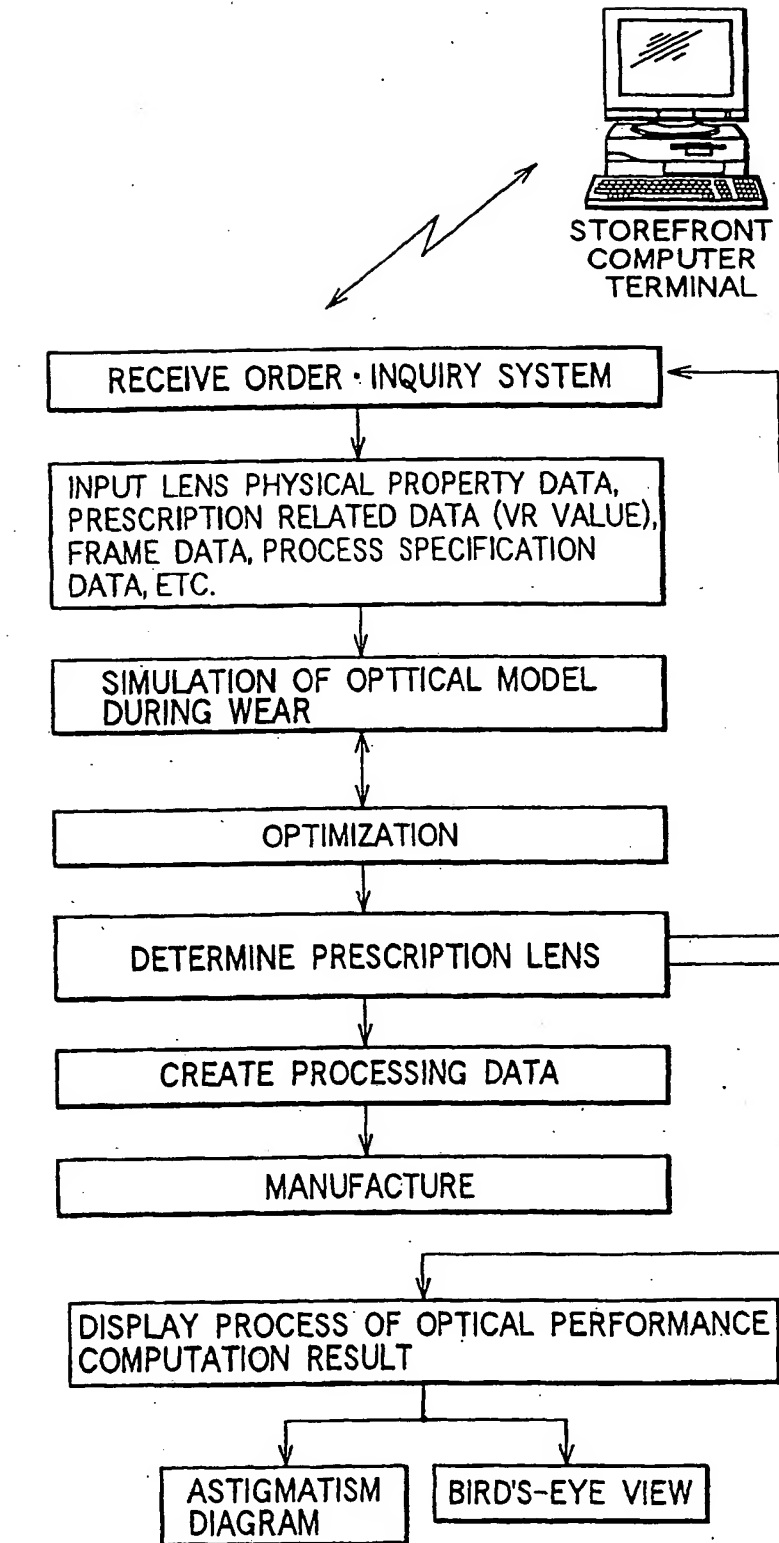 STOREFRONT
COMPUTER
TERMINAL
RECEIVE ORDER・INQUIRY SYSTEM
INPUT LENS PHYSICAL PROPERTY DATA,
PRESCRIPTION RELATED DATA (VR VALUE),
FRAME DATA, PROCESS SPECIFICATION
DATA, ETC.
SIMULATION OF OPTTICAL MODEL
DURING WEAR
OPTIMIZATION
DETERMINE PRESCRIPTION LENS
CREATE PROCESSING DATA
MANUFACTURE
DISPLAY PROCESS OF OPTICAL PERFORMANCE
COMPUTATION RESULT
ASTIGMATISM
DIAGRAM
BIRD'S-EYE VIEW